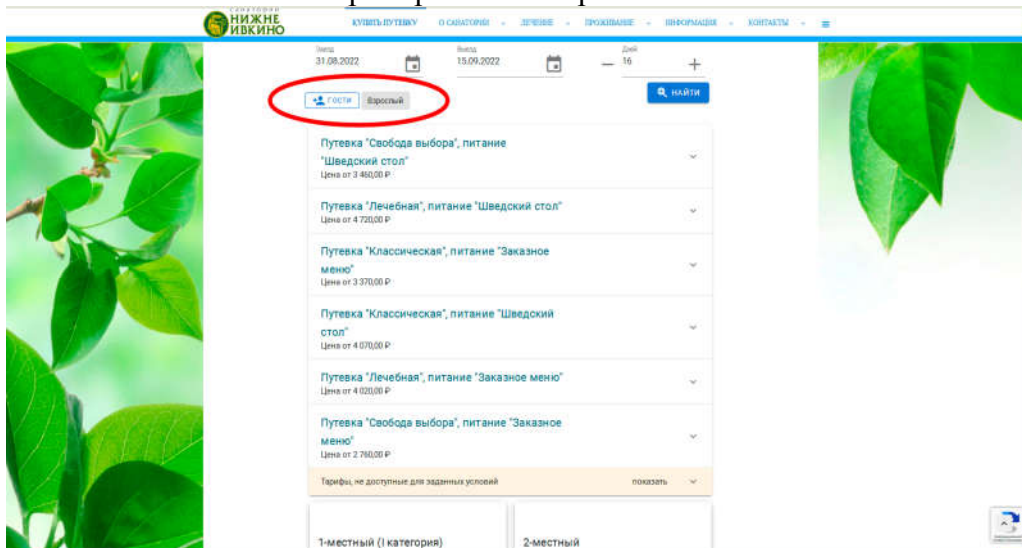 САНАТОРИЙ
НИЖНЕ
ИВКИНО
КУПИТЬ ПУТЕВКУ О САНАТОРИИ ЛЕЧЕНИЕ ПРОЖИВАНИЕ ИНФОРМАЦИЯ КОНТАКТЫ
Заезд Выезд Дней
31.08.2022 15.09.2022 — 16 +
ГОСТИ Взрослый НАЙТИ
Путевка "Свобода выбора", питание
"Шведский стол"
Цена от 3 460,00 ₽
Путевка "Лечебная", питание "Шведский стол"
Цена от 4 720,00 ₽
Путевка "Классическая", питание "Заказное
меню"
Цена от 3 370,00 ₽
Путевка "Классическая", питание "Шведский
стол"
Цена от 4 070,00 ₽
Путевка "Лечебная", питание "Заказное меню"
Цена от 4 020,00 ₽
Путевка "Свобода выбора", питание "Заказное
меню"
Цена от 2 760,00 ₽
Тарифы, не доступные для заданных условий показать
1-местный (I категория) 2-местный